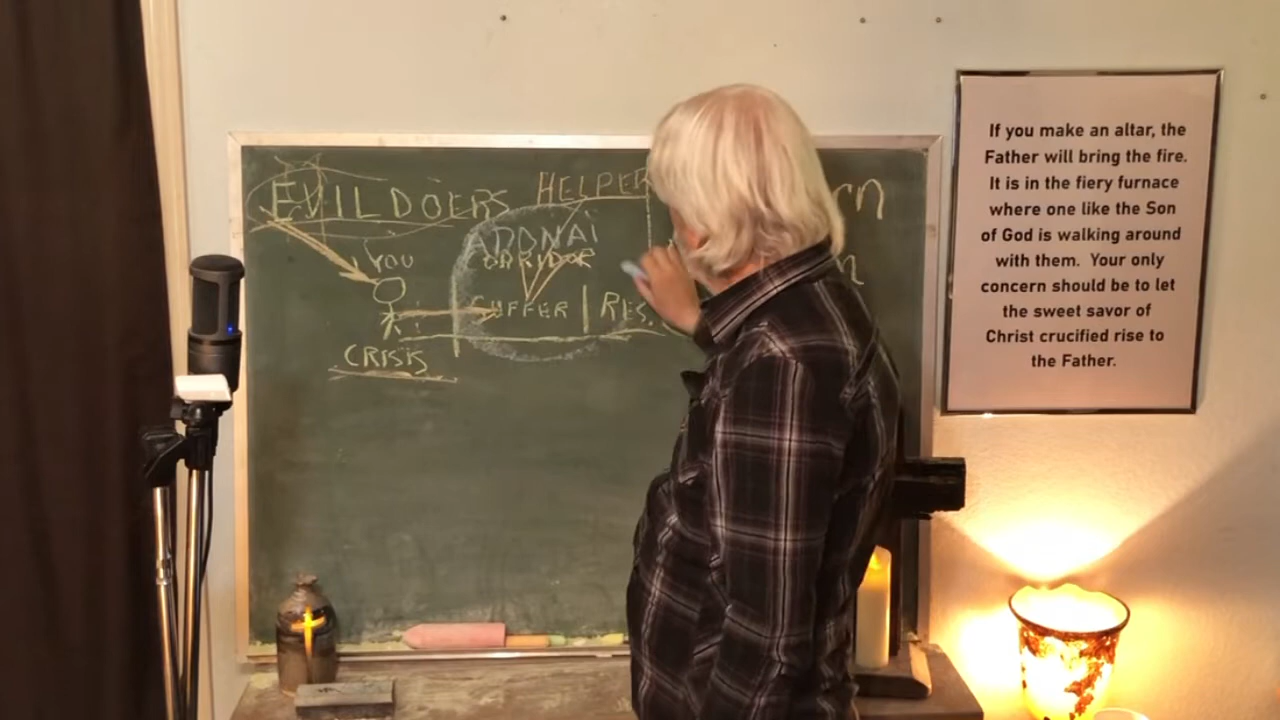 EVIL DOERS HELPER
ADONAI
You
CORRIDOR
SUFFER | RES.
CRISIS
If you make an altar, the
Father will bring the fire.
It is in the fiery furnace
where one like the Son
of God is walking around
with them. Your only
concern should be to let
the sweet savor of
Christ crucified rise to
the Father.